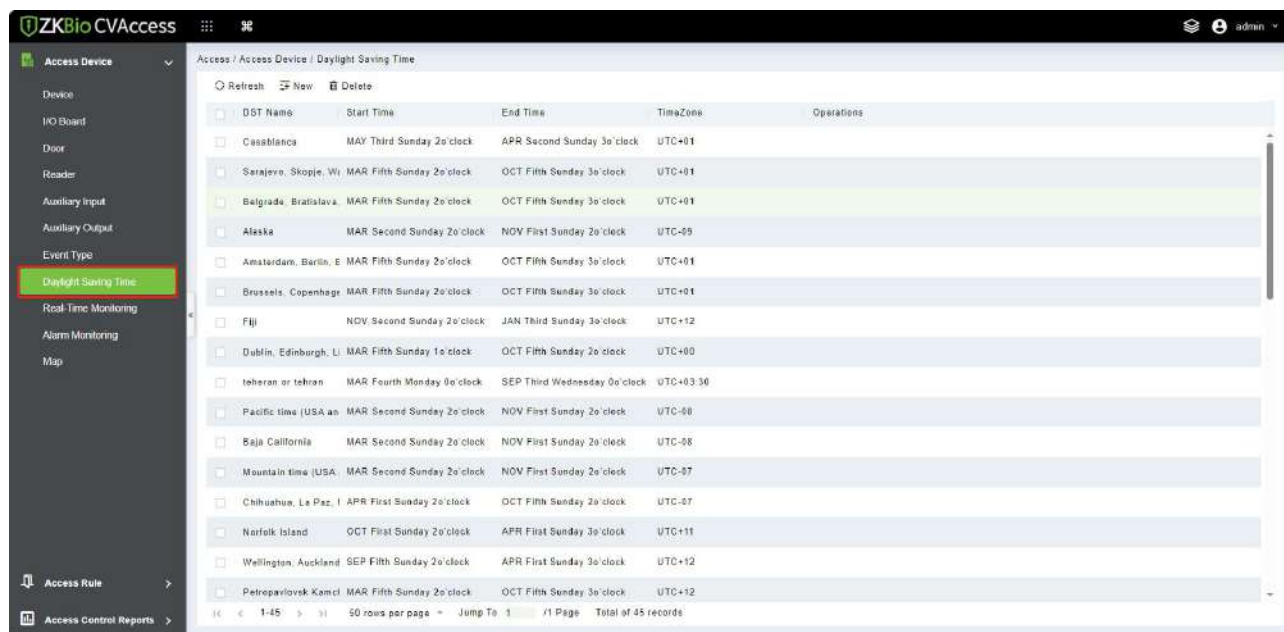 ZKBio CVAccess
admin
Access Device
Device
I/O Board
Door
Reader
Auxiliary Input
Auxiliary Output
Event Type
Daylight Saving Time
Real-Time Monitoring
Alarm Monitoring
Map
Access Rule
Access Control Reports
Access / Access Device / Daylight Saving Time
Refresh New Delete
DST Name Start Time End Time TimeZone Operations
Casablanca MAY Third Sunday 2o'clock APR Second Sunday 3o'clock UTC+01
Sarajevo, Skopje, MAR Fifth Sunday 2o'clock OCT Fifth Sunday 3o'clock UTC+01
Belgrade, Bratislava, MAR Fifth Sunday 2o'clock OCT Fifth Sunday 3o'clock UTC+01
Alaska MAR Second Sunday 2o'clock NOV First Sunday 2o'clock UTC-09
Amsterdam, Berlin, MAR Fifth Sunday 2o'clock OCT Fifth Sunday 3o'clock UTC+01
Brussels, Copenhage MAR Fifth Sunday 2o'clock OCT Fifth Sunday 3o'clock UTC+01
Fiji NOV Second Sunday 2o'clock JAN Third Sunday 3o'clock UTC+12
Dublin, Edinburgh, MAR Fifth Sunday 1o'clock OCT Fifth Sunday 2o'clock UTC+00
teheran or tehran MAR Fourth Monday 0o'clock SEP Third Wednesday 0o'clock UTC+03:30
Pacific time (USA an MAR Second Sunday 2o'clock NOV First Sunday 2o'clock UTC-08
Baja California MAR Second Sunday 2o'clock NOV First Sunday 2o'clock UTC-08
Mountain time (USA MAR Second Sunday 2o'clock NOV First Sunday 2o'clock UTC-07
Chihuahua, La Paz, APR First Sunday 2o'clock OCT Fifth Sunday 2o'clock UTC-07
Norfolk Island OCT First Sunday 2o'clock APR First Sunday 3o'clock UTC+11
Wellington, Auckland SEP Fifth Sunday 2o'clock APR First Sunday 3o'clock UTC+12
Petropavlovsk Kamc MAR Fifth Sunday 2o'clock OCT Fifth Sunday 3o'clock UTC+12
1-45 50 rows per page Jump To 1 /1 Page Total of 45 records